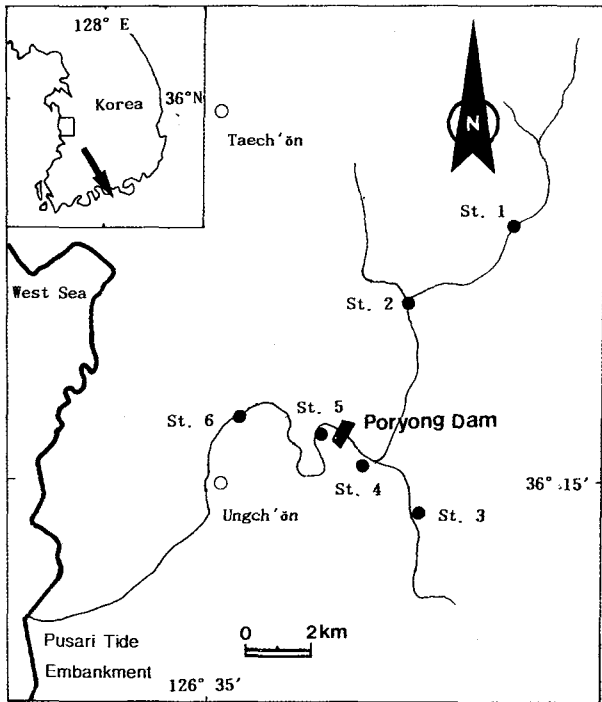 128° E
Korea
36°N
Taech'ŏn
N
St. 1
West Sea
St. 2
St. 6
St. 5
Poryong Dam
St. 4
36° 15'
Ungch'ŏn
St. 3
0 2km
Pusari Tide
Embankment
126° 35'